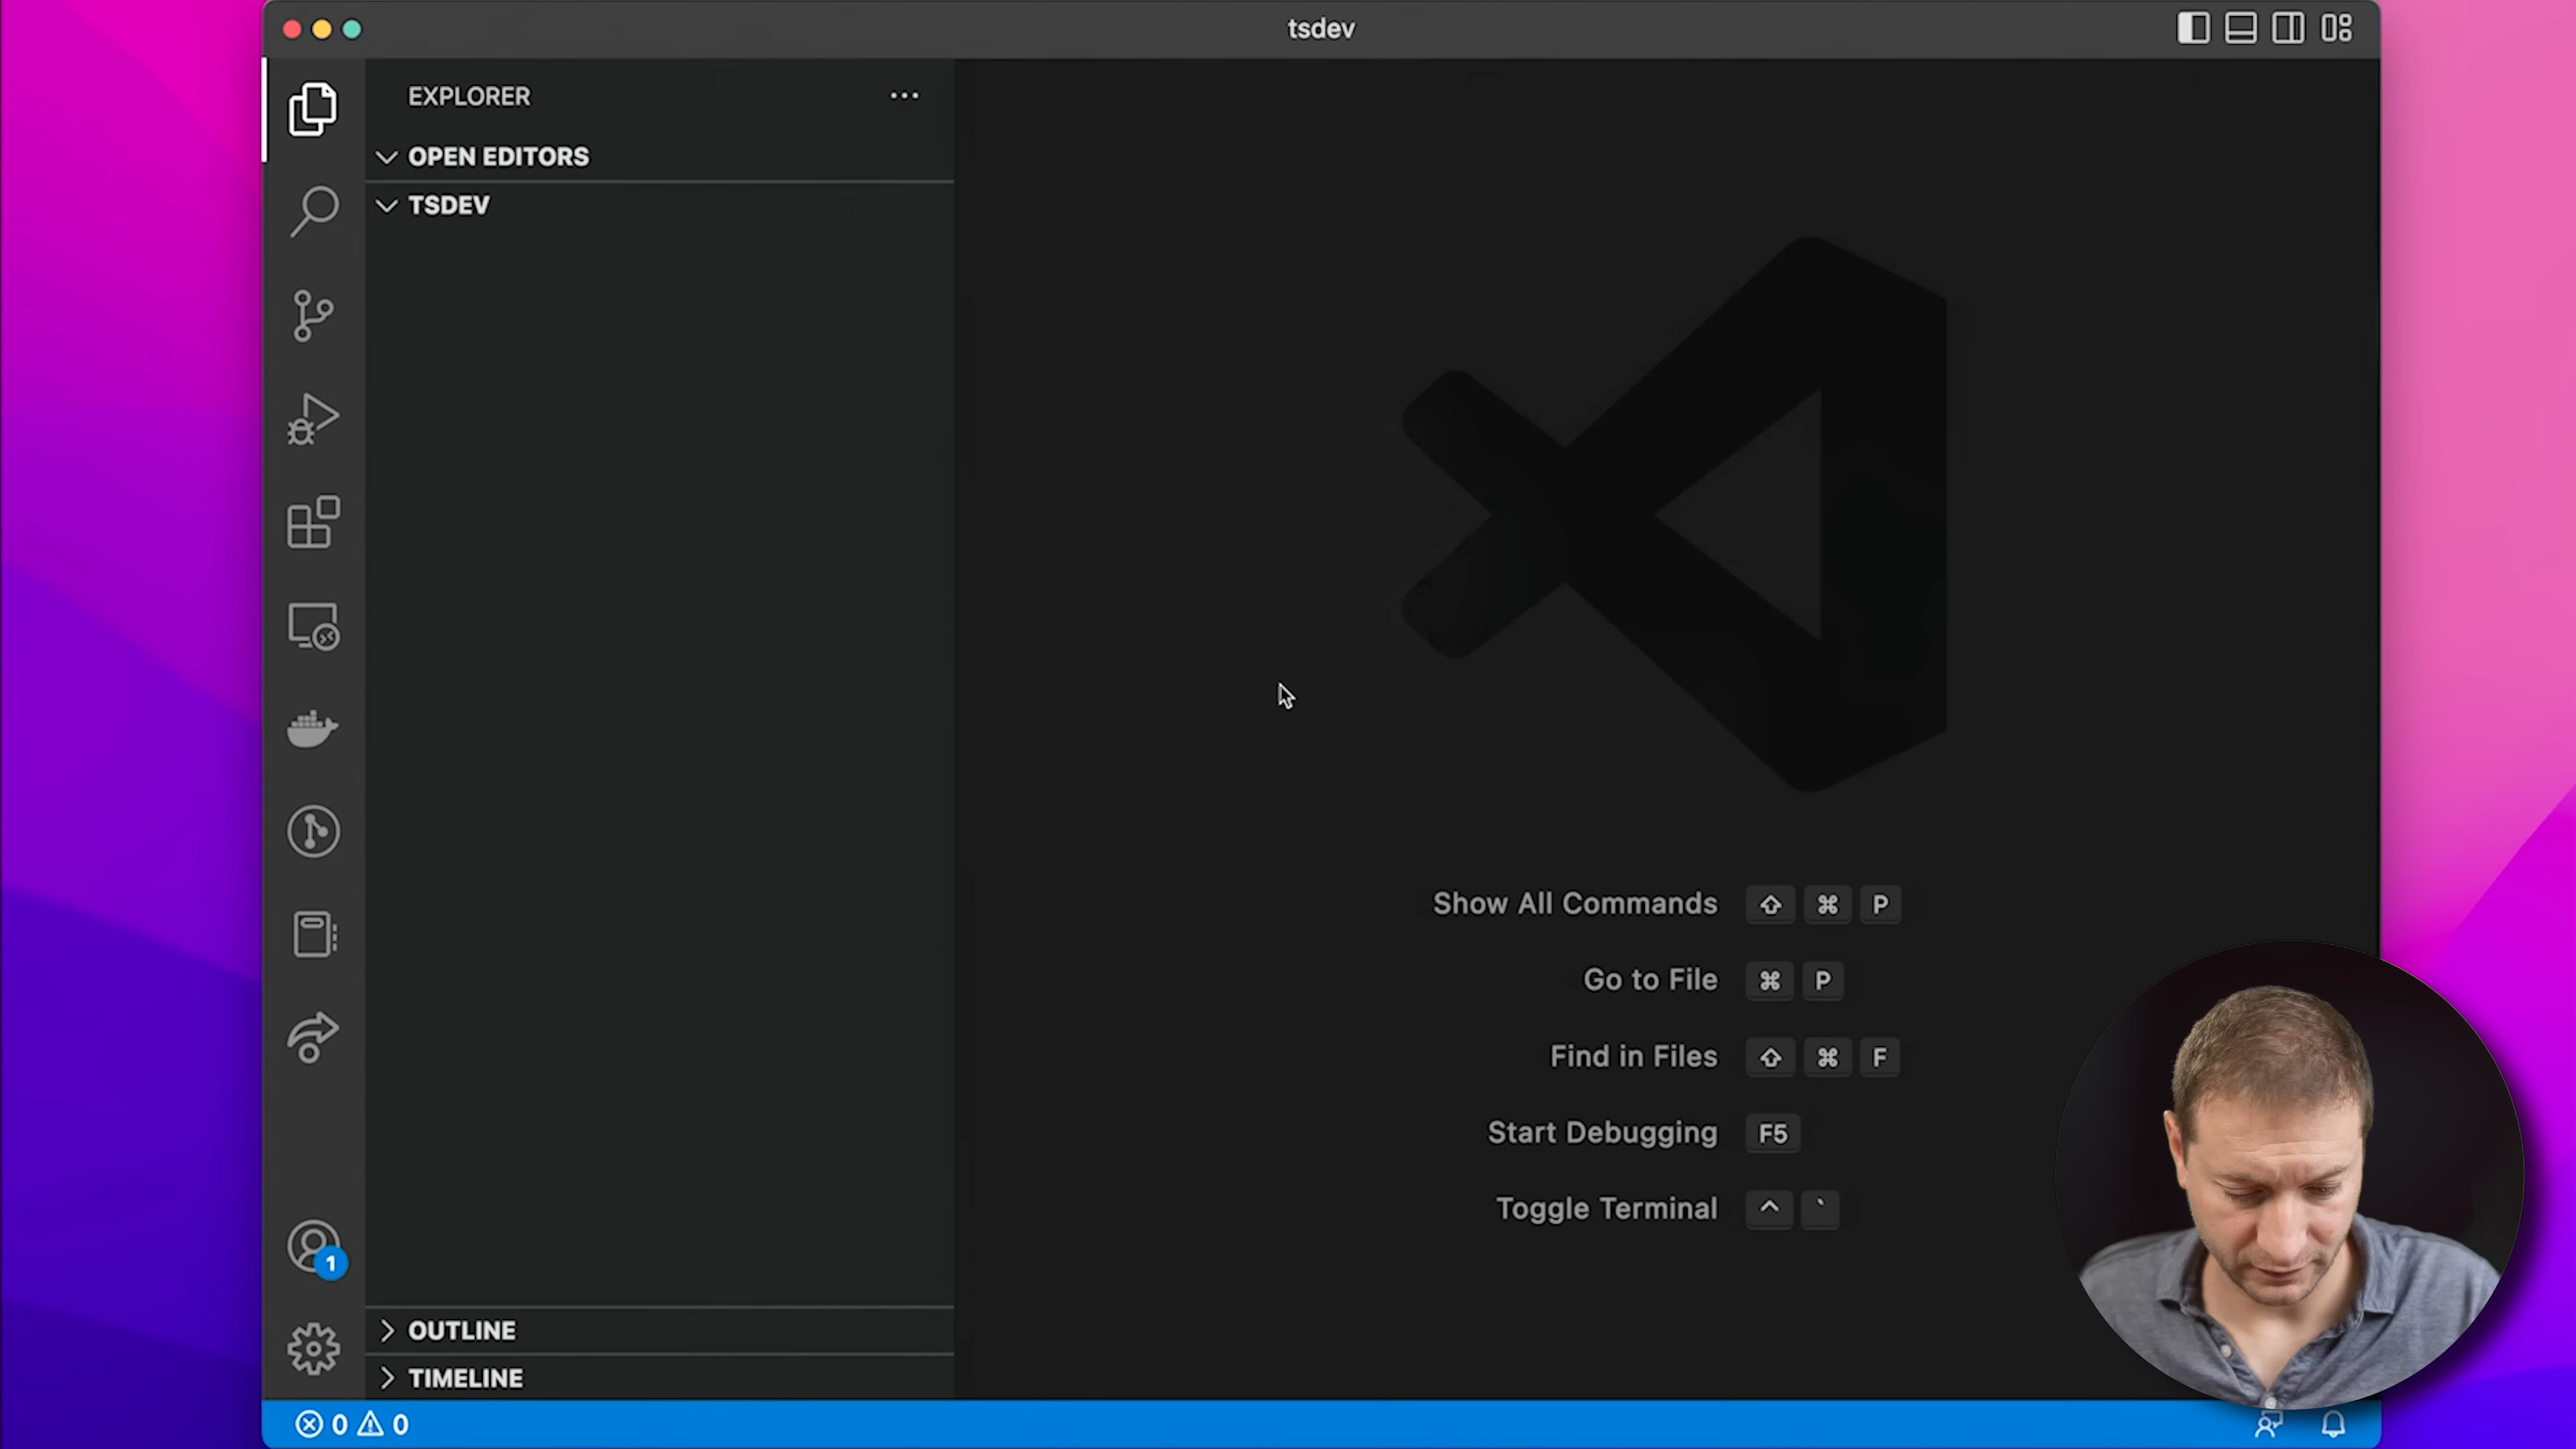 tsdev
EXPLORER
OPEN EDITORS
TSDEV
Show All Commands ⇧ ⌘ P
Go to File ⌘ P
Find in Files ⇧ ⌘ F
Start Debugging F5
Toggle Terminal ^ `
1
OUTLINE
TIMELINE
0 0